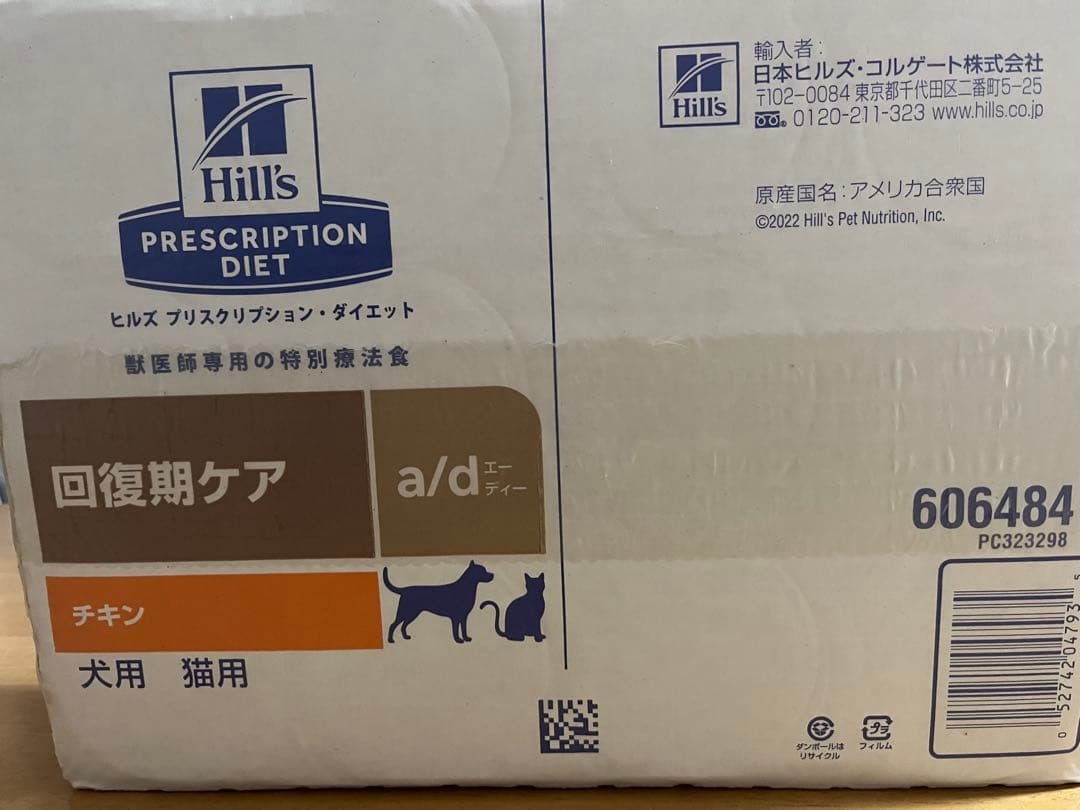 Hill's
PRESCRIPTION
DIET
ヒルズ プリスクリプション・ダイエット
獣医師専用の特別療法食
回復期ケア
a/d エー
ディー
チキン
犬用 猫用
Hill's
輸入者:
日本ヒルズ・コルゲート株式会社
〒102-0084 東京都千代田区二番町5-25
0120-211-323 www.hills.co.jp
原産国名:アメリカ合衆国
©2022 Hill's Pet Nutrition, Inc.
606484
PC323298
0 52742 04793 5
ダンボールは
リサイクル
プラ
フィルム